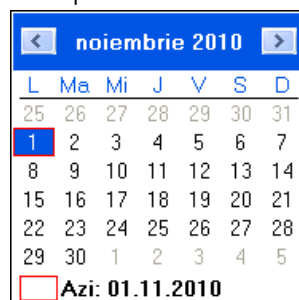 noiembrie 2010
L Ma Mi J V S D
25 26 27 28 29 30 31
1 2 3 4 5 6 7
8 9 10 11 12 13 14
15 16 17 18 19 20 21
22 23 24 25 26 27 28
29 30 1 2 3 4 5
Azi: 01.11.2010